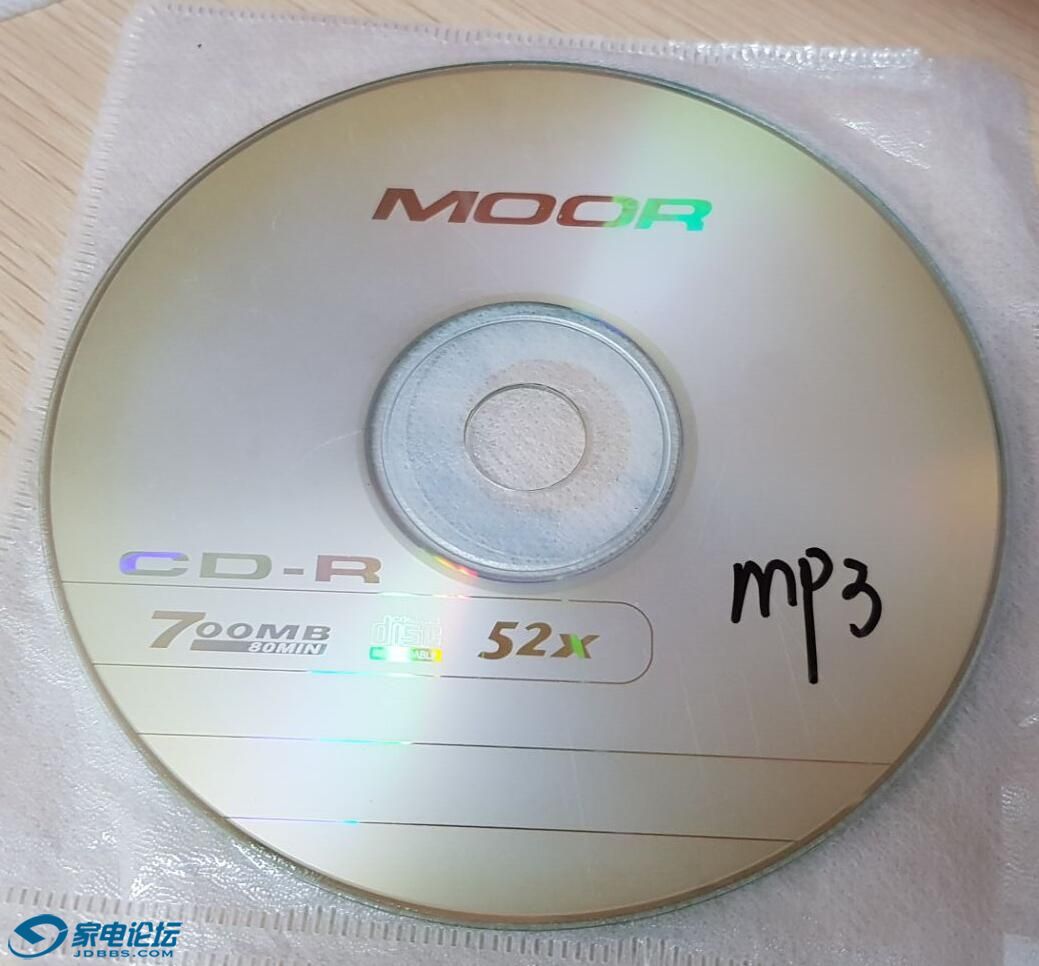 MOOR
CD-R
700MB
80MIN
disc
52x
mp3
家电论坛
JDBBS.COM